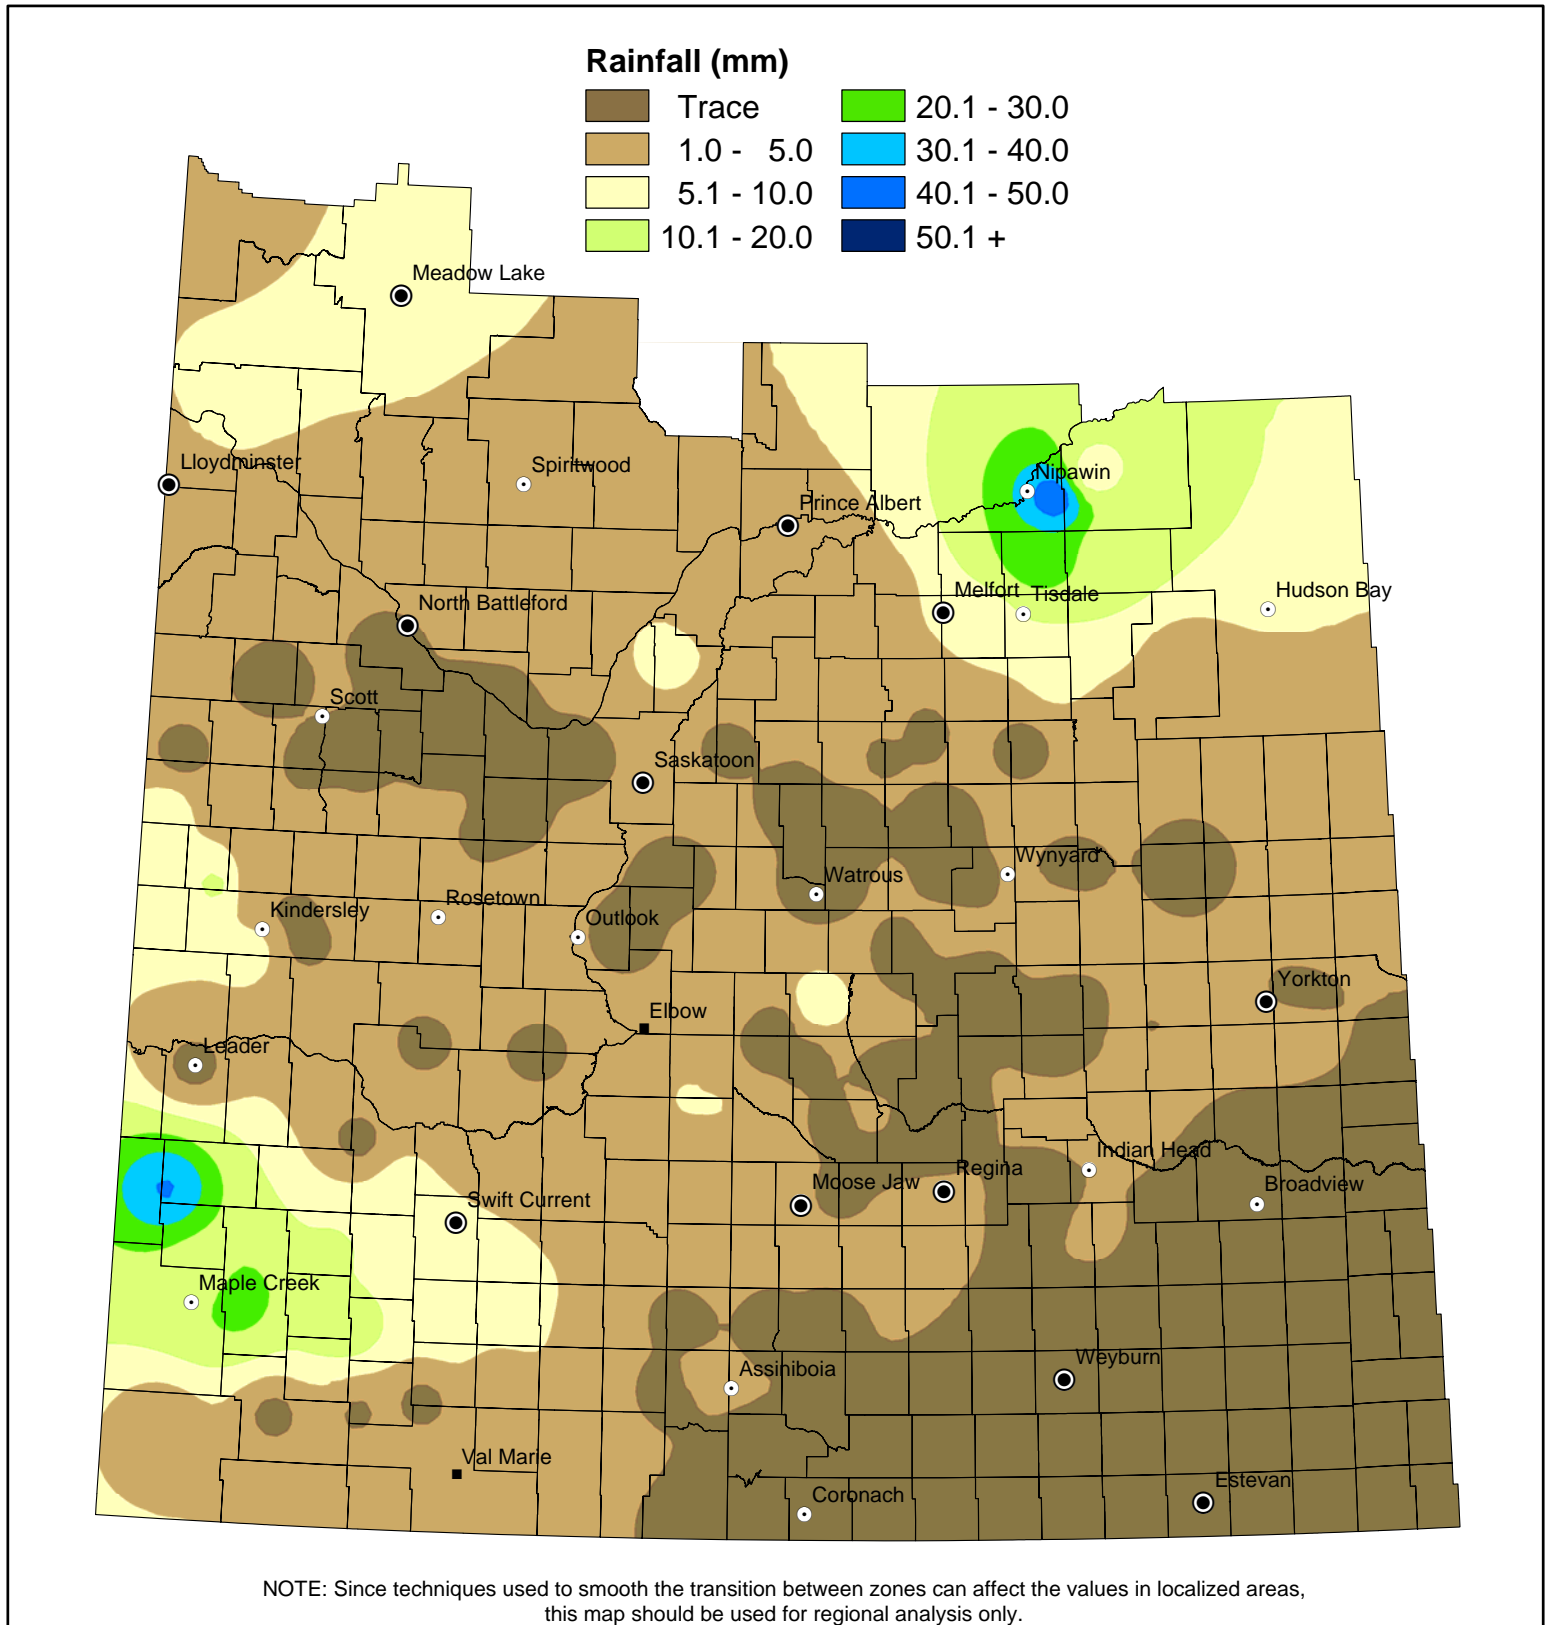 Rainfall (mm)
Trace
1.0 - 5.0
5.1 - 10.0
10.1 - 20.0
20.1 - 30.0
30.1 - 40.0
40.1 - 50.0
50.1 +
Meadow Lake
Lloydminster
Spiritwood
Nipawin
Prince Albert
North Battleford
Melfort
Tisdale
Hudson Bay
Scott
Saskatoon
Watrous
Wynyard
Kindersley
Rosetown
Outlook
Yorkton
Elbow
Leader
Indian Head
Regina
Moose Jaw
Broadview
Swift Current
Maple Creek
Assiniboia
Weyburn
Val Marie
Coronach
Estevan
NOTE: Since techniques used to smooth the transition between zones can affect the values in localized areas,
this map should be used for regional analysis only.